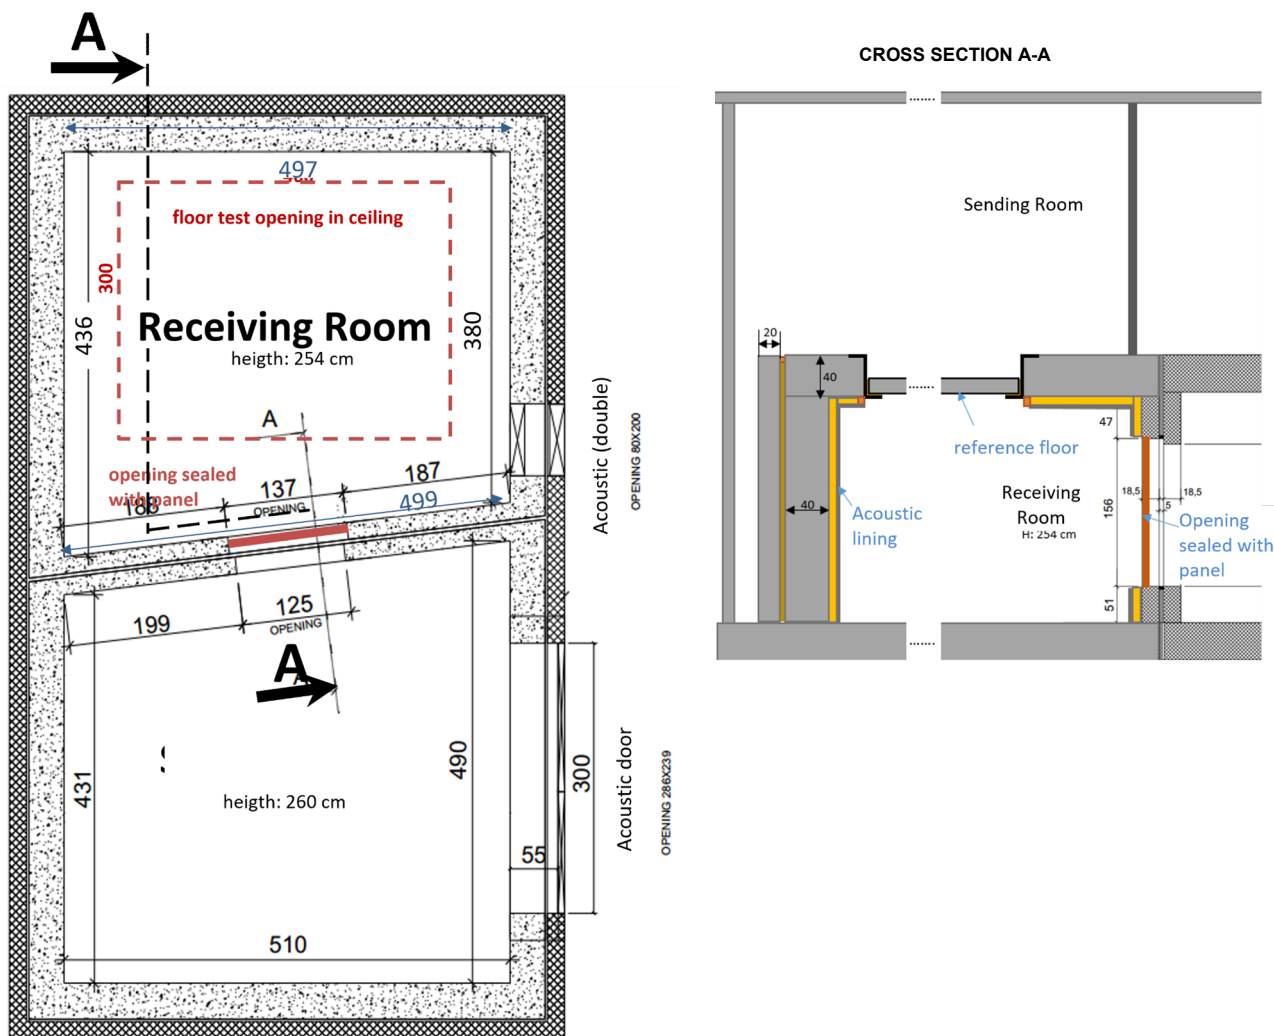 A
CROSS SECTION A-A
497
floor test opening in ceiling
300
Receiving Room
heigth: 254 cm
436
380
A
opening sealed
with panel
187
137
OPENING
499
Acoustic (double)
OPENING 80X200
199
125
OPENING
A
431
490
heigth: 260 cm
300
55
510
Acoustic door
OPENING 286X239
Sending Room
20
40
reference floor
47
Receiving
Room
H: 254 cm
40
Acoustic
lining
156
18,5
5
18,5
Opening
sealed with
panel
51